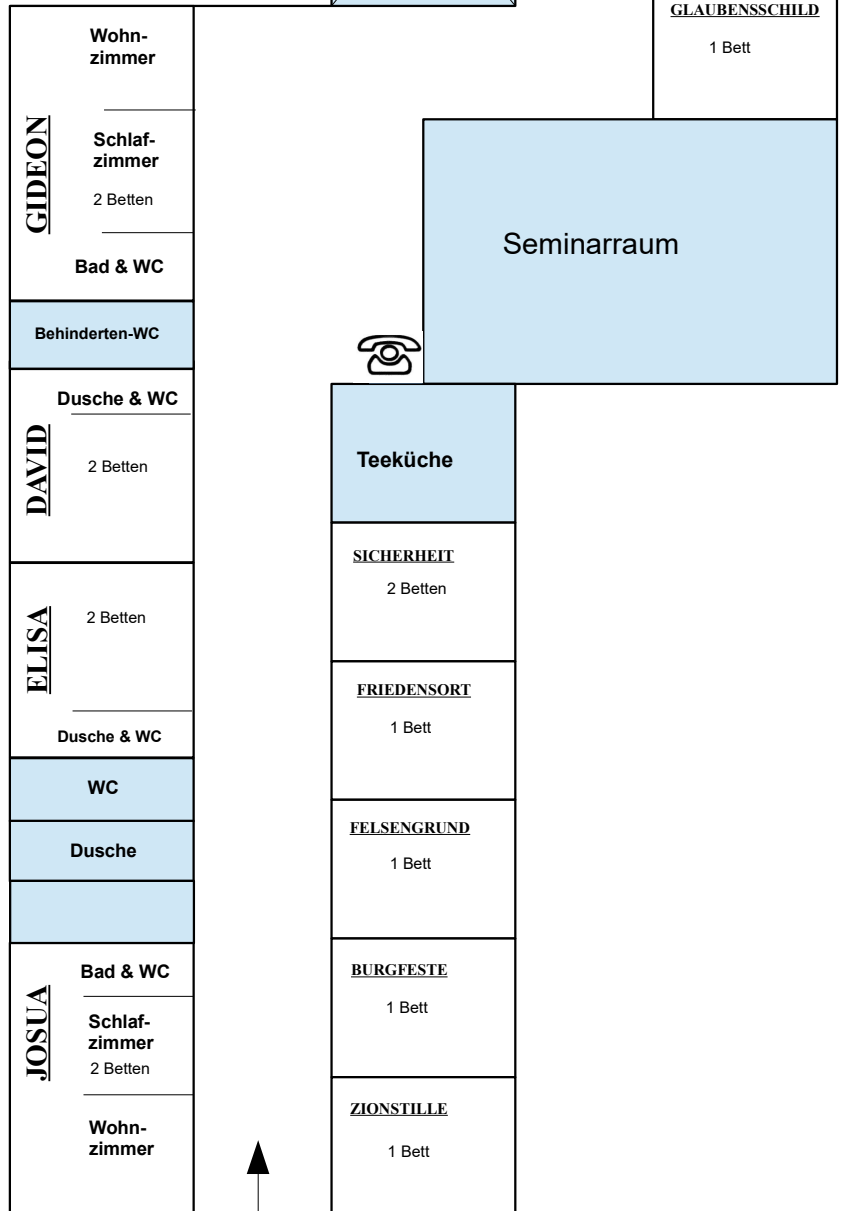 GLAUBENSSCHILD
1 Bett
Wohn-
zimmer
GIDEON
Schlaf-
zimmer
2 Betten
Bad & WC
Seminarraum
Behinderten-WC
Dusche & WC
DAVID
2 Betten
Teeküche
SICHERHEIT
2 Betten
ELISA
2 Betten
Dusche & WC
FRIEDENSORT
1 Bett
WC
Dusche
FELSENGRUND
1 Bett
JOSUA
Bad & WC
Schlaf-
zimmer
2 Betten
Wohn-
zimmer
BURGFESTE
1 Bett
ZIONSTILLE
1 Bett